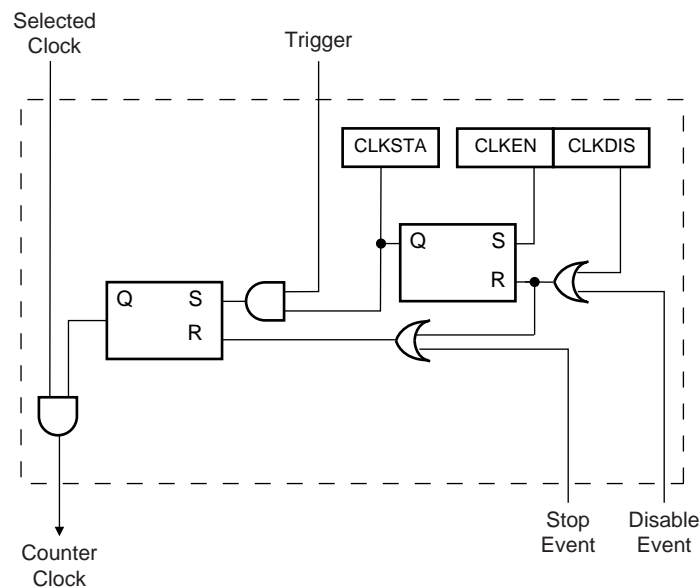 Selected
Clock
Trigger
CLKSTA
CLKEN
CLKDIS
Q
S
R
Q
S
R
Stop
Event
Disable
Event
Counter
Clock